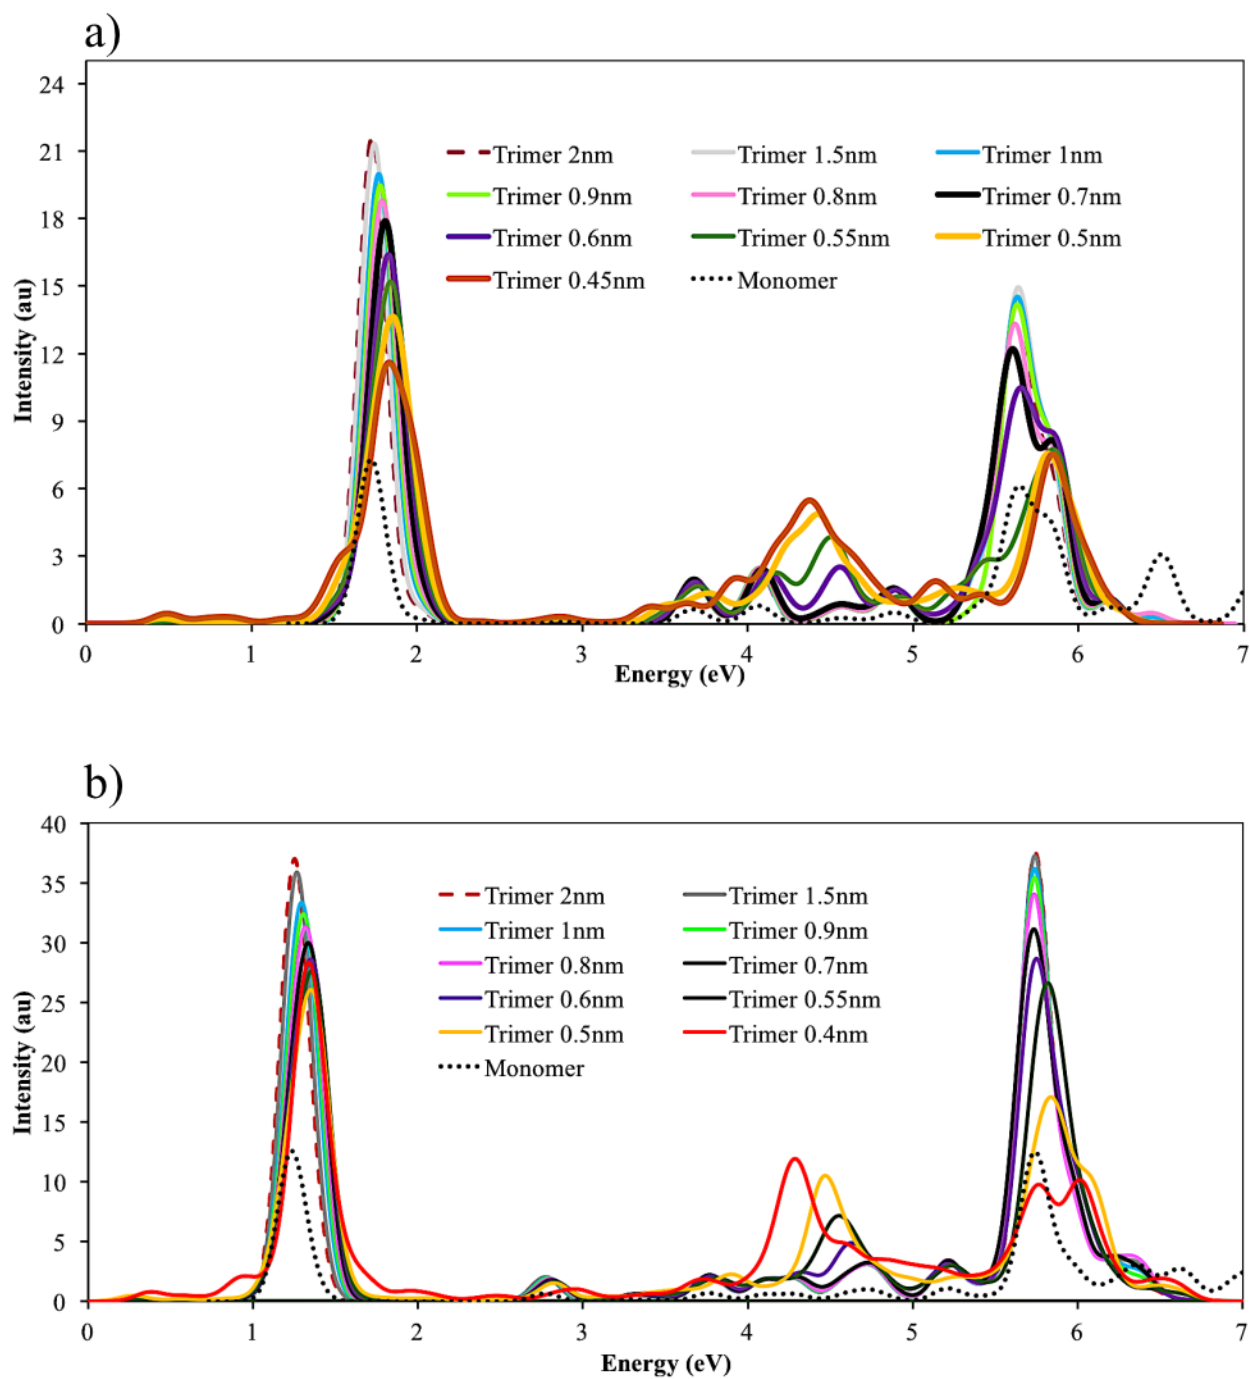 a)
24
21
18
15
12
9
6
3
0
Intensity (au)
Trimer 2nm Trimer 1.5nm Trimer 1nm
Trimer 0.9nm Trimer 0.8nm Trimer 0.7nm
Trimer 0.6nm Trimer 0.55nm Trimer 0.5nm
Trimer 0.45nm Monomer
0 1 2 3 4 5 6 7
Energy (eV)
b)
40
35
30
25
20
15
10
5
0
Intensity (au)
Trimer 2nm Trimer 1.5nm
Trimer 1nm Trimer 0.9nm
Trimer 0.8nm Trimer 0.7nm
Trimer 0.6nm Trimer 0.55nm
Trimer 0.5nm Trimer 0.4nm
Monomer
0 1 2 3 4 5 6 7
Energy (eV)